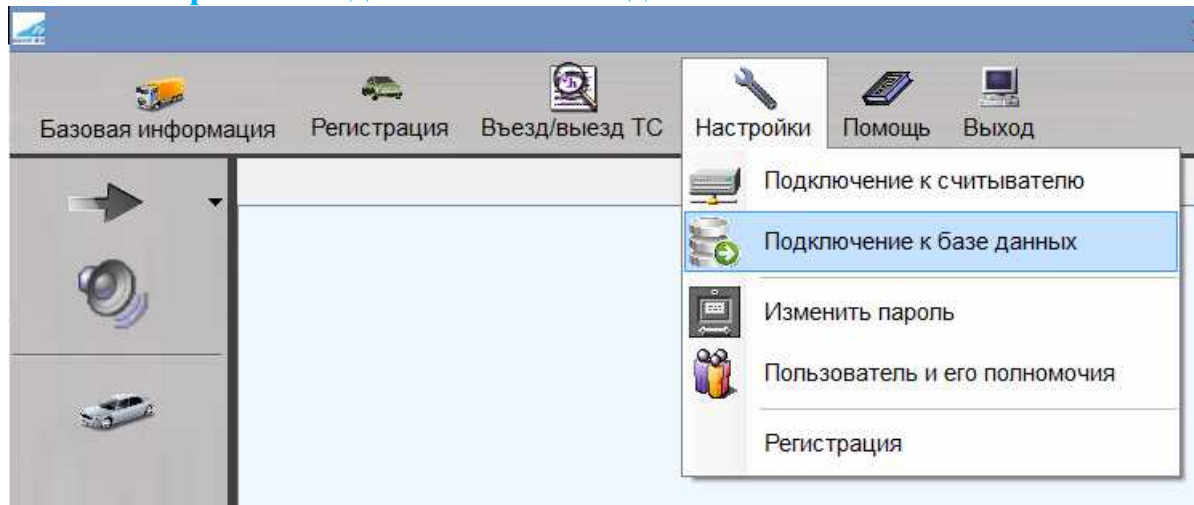 Базовая информация Регистрация Въезд/выезд ТС Настройки Помощь Выход
Подключение к считывателю
Подключение к базе данных
Изменить пароль
Пользователь и его полномочия
Регистрация